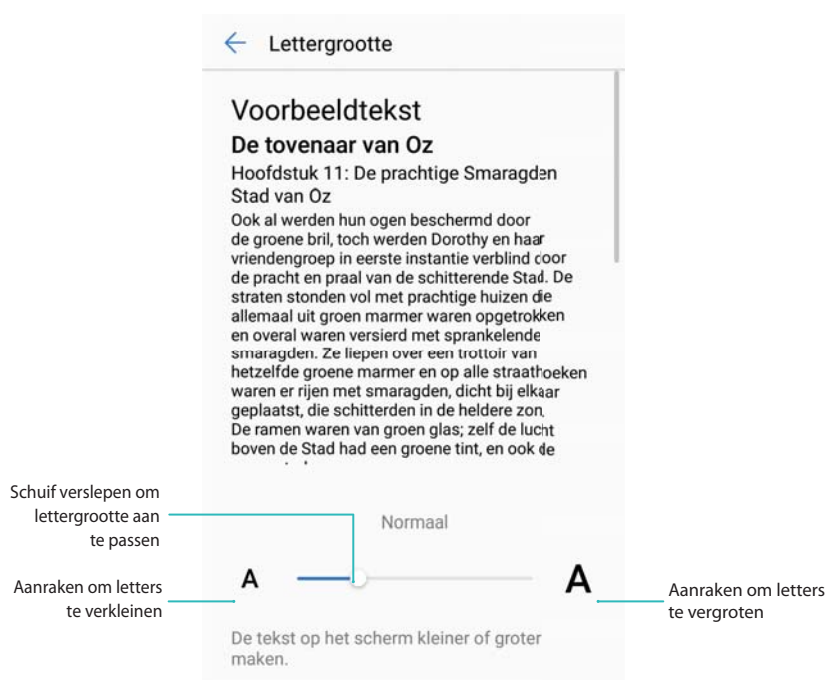 Lettergrootte
Voorbeeldtekst
De tovenaar van Oz
Hoofdstuk 11: De prachtige Smaragden
Stad van Oz
Ook al werden hun ogen beschermd door
de groene bril, toch werden Dorothy en haar
vriendengroep in eerste instantie verblind door
de pracht en praal van de schitterende Stad. De
straten stonden vol met prachtige huizen die
allemaal uit groen marmer waren opgetrokken
en overal waren versierd met sprankelende
smaragden. Ze liepen over een trottoir van
hetzelfde groene marmer en op alle straathoeken
waren er rijen met smaragden, dicht bij elkaar
geplaatst, die schitterden in de heldere zon.
De ramen waren van groen glas; zelf de lucht
boven de Stad had een groene tint, en ook de
Schuif verslepen om
lettergrootte aan
te passen
Normaal
Aanraken om letters
te verkleinen
A
A
Aanraken om letters
te vergroten
De tekst op het scherm kleiner of groter
maken.